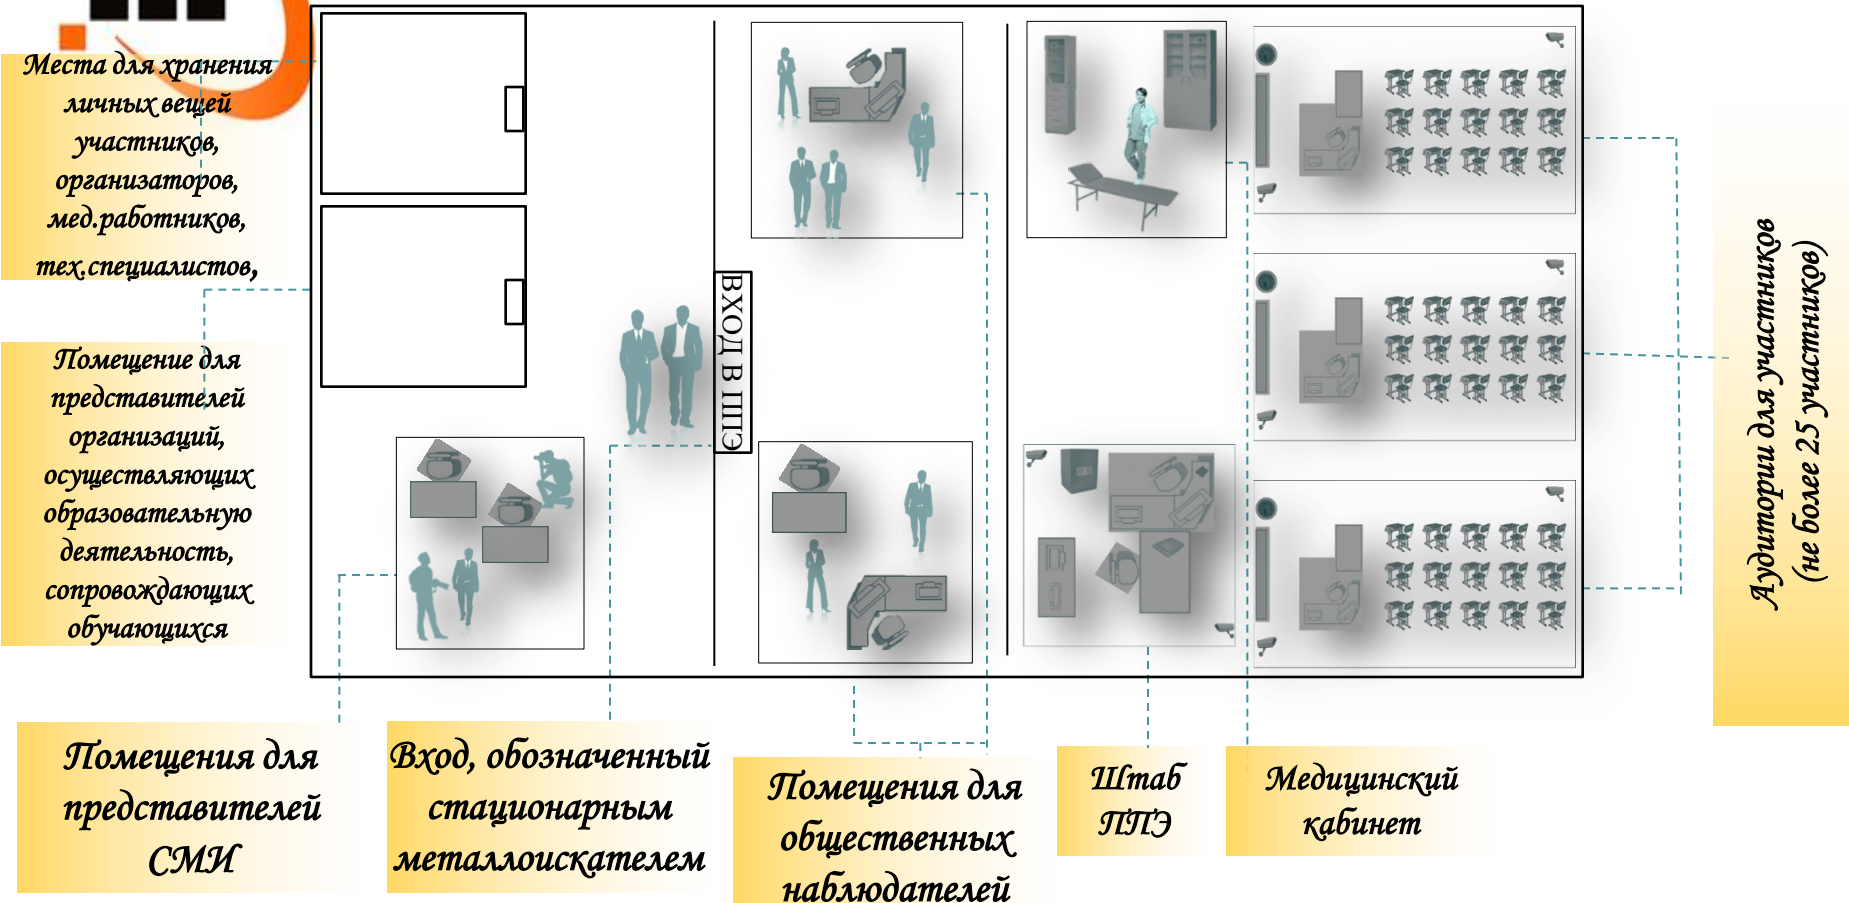 Места для хранения
личных вещей
участников,
организаторов,
мед.работников,
тех.специалистов,
Помещение для
представителей
организаций,
осуществляющих
образовательную
деятельность,
сопровождающих
обучающихся
ВХОД В ППЭ
Аудитории для участников
(не более 25 участников)
Помещения для
представителей
СМИ
Вход, обозначенный
стационарным
металлоискателем
Помещения для
общественных
наблюдателей
Штаб
ППЭ
Медицинский
кабинет